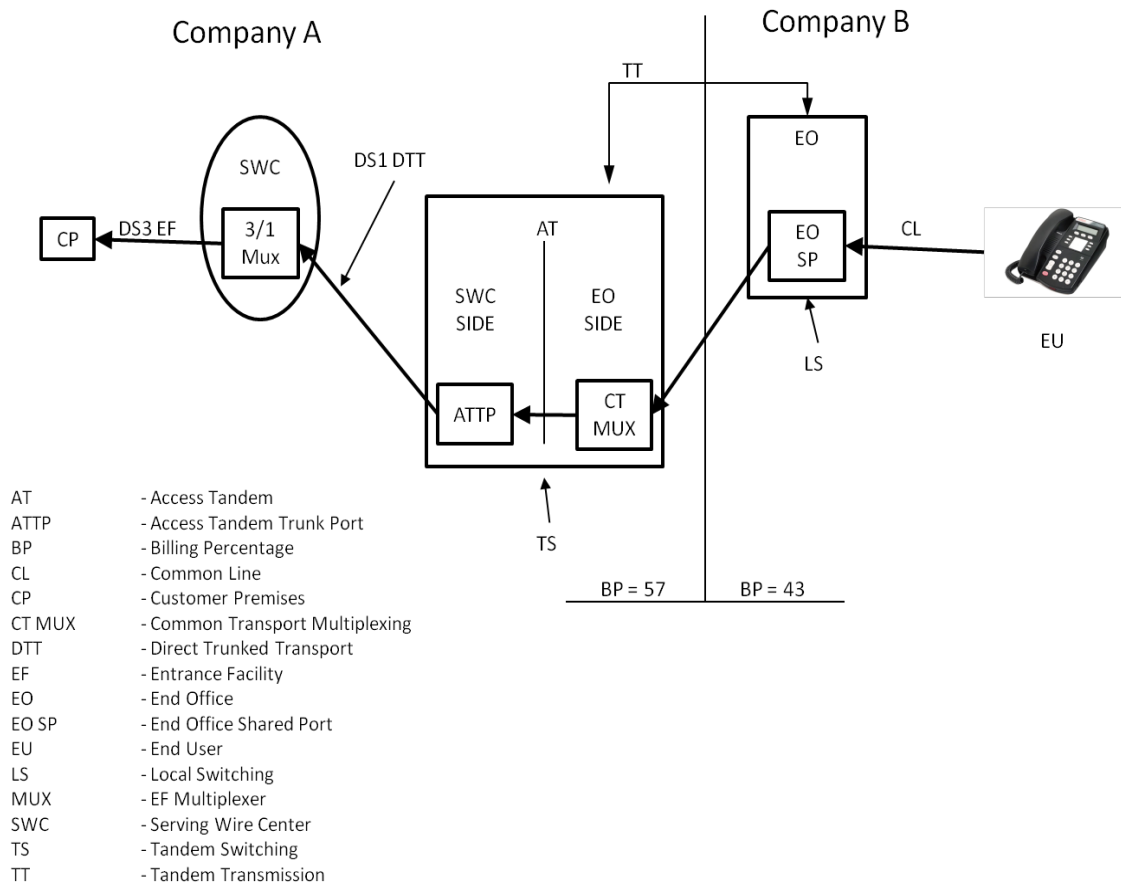 Company A
Company B
TT
EO
SWC
DS1 DTT
AT
CP
DS3 EF
3/1
Mux
EO
SP
CL
SWC
SIDE
EO
SIDE
LS
EU
ATTP
CT
MUX
TS
BP = 57
BP = 43
AT - Access Tandem
ATTP - Access Tandem Trunk Port
BP - Billing Percentage
CL - Common Line
CP - Customer Premises
CT MUX - Common Transport Multiplexing
DTT - Direct Trunked Transport
EF - Entrance Facility
EO - End Office
EO SP - End Office Shared Port
EU - End User
LS - Local Switching
MUX - EF Multiplexer
SWC - Serving Wire Center
TS - Tandem Switching
TT - Tandem Transmission